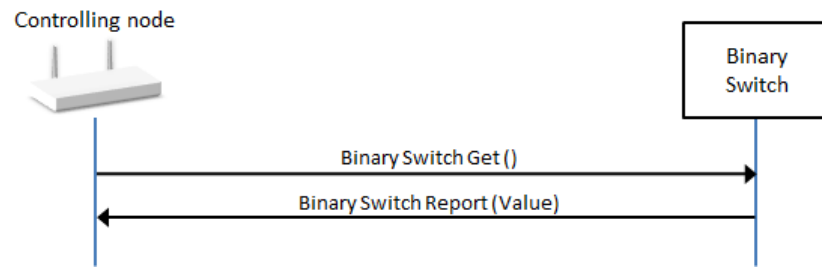 Controlling node
Binary
Switch
Binary Switch Get ()
Binary Switch Report (Value)